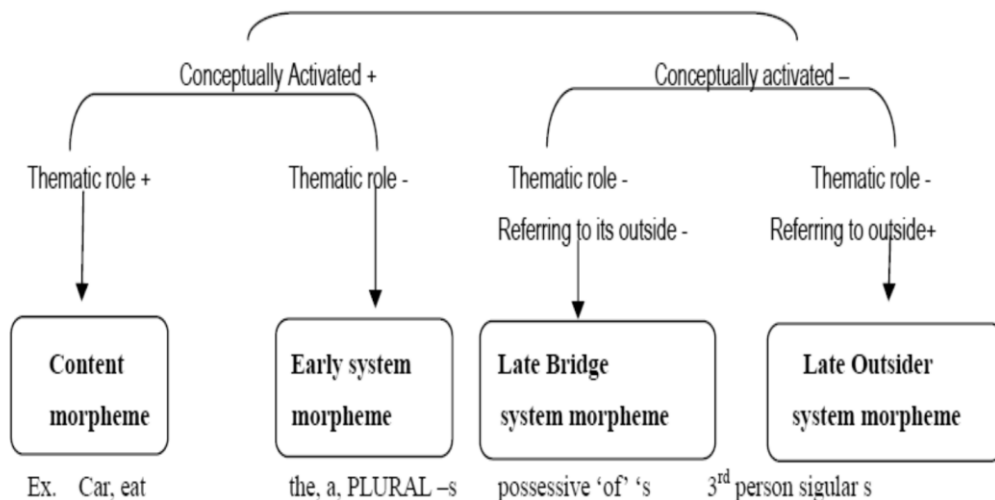 Conceptually Activated + Conceptually activated –
Thematic role + Thematic role - Thematic role - Thematic role -
Referring to its outside - Referring to outside+
Content Early system Late Bridge Late Outsider
morpheme morpheme system morpheme system morpheme
Ex. Car, eat the, a, PLURAL –s possessive ‘of’ ‘s 3rd person sigular s